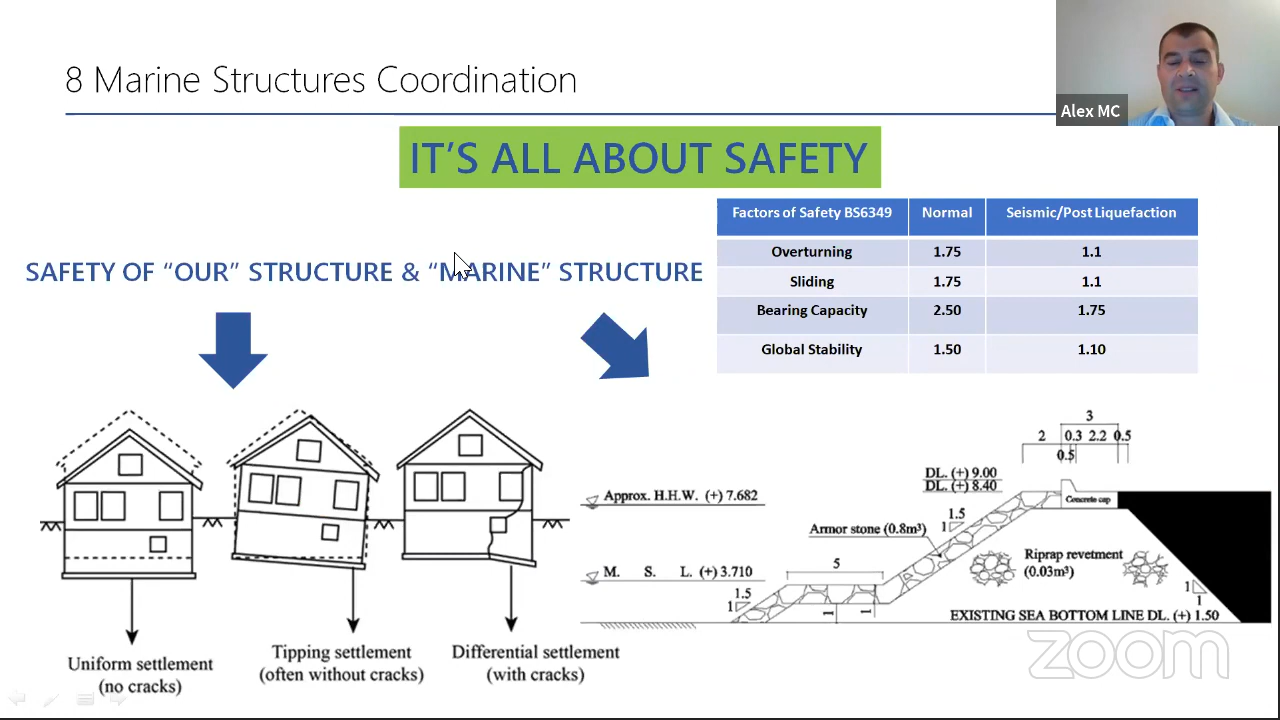 8 Marine Structures Coordination
Alex MC
IT'S ALL ABOUT SAFETY
SAFETY OF “OUR” STRUCTURE & “MARINE” STRUCTURE
Factors of Safety BS6349 Normal Seismic/Post Liquefaction
Overturning 1.75 1.1
Sliding 1.75 1.1
Bearing Capacity 2.50 1.75
Global Stability 1.50 1.10
Uniform settlement
(no cracks)
Tipping settlement
(often without cracks)
Differential settlement
(with cracks)
3
2 0.3 2.2 0.5
0.5
DL. (+) 9.00
DL. (+) 8.40
Concrete cap
Approx. H.H.W. (+) 7.682
1.5
1
Armor stone (0.8m³)
Riprap revetment
(0.03m³)
5
M. S. L. (+) 3.710
1.5
1
1
1
1
1
EXISTING SEA BOTTOM LINE DL. (+) 1.50
zoom